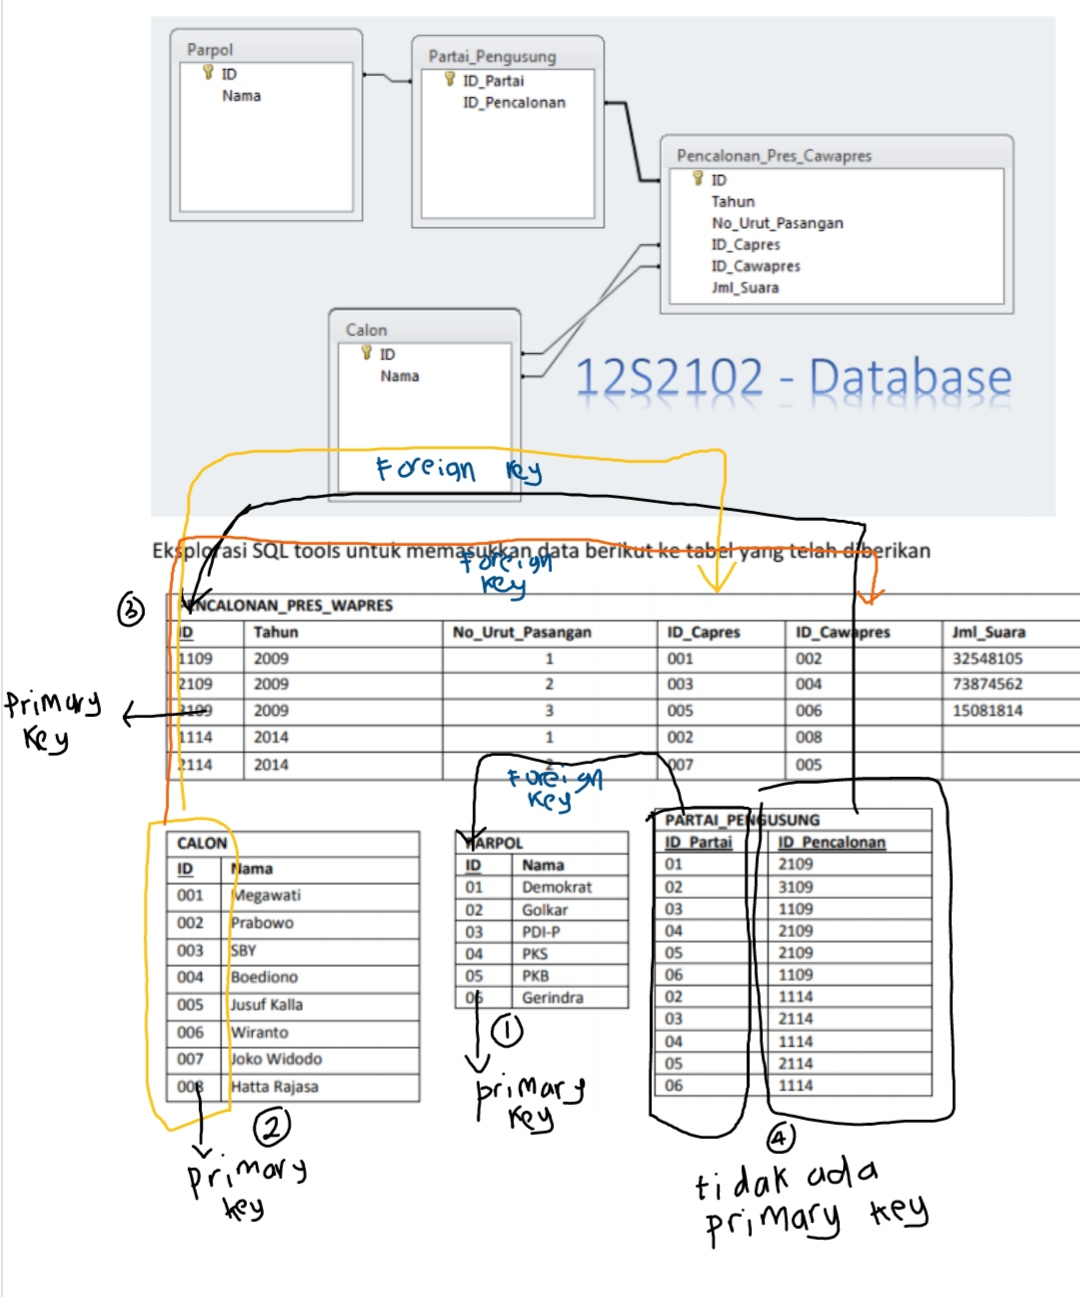 Parpol
ID
Nama
Partai_Pengusung
ID_Partai
ID_Pencalonan
Pencalonan_Pres_Cawapres
ID
Tahun
No_Urut_Pasangan
ID_Capres
ID_Cawapres
Jml_Suara
Calon
ID
Nama
12S2102 - Database
Foreign key
Eksplorasi SQL tools untuk memasukkan data berikut ke tabel yang telah diberikan
Foreign
key
3
PENCALONAN_PRES_WAPRES
ID Tahun No_Urut_Pasangan ID_Capres ID_Cawapres Jml_Suara
1109 2009 1 001 002 32548105
2109 2009 2 003 004 73874562
3109 2009 3 005 006 15081814
1114 2014 1 002 008
2114 2014 2 007 005
Primary
key
Foreign
key
CALON
ID Nama
001 Megawati
002 Prabowo
003 SBY
004 Boediono
005 Jusuf Kalla
006 Wiranto
007 Joko Widodo
008 Hatta Rajasa
2
Primary
key
PARPOL
ID Nama
01 Demokrat
02 Golkar
03 PDI-P
04 PKS
05 PKB
06 Gerindra
1
primary
key
PARTAI_PENGUSUNG
ID_Partai ID_Pencalonan
01 2109
02 3109
03 1109
04 2109
05 2109
06 1109
02 1114
03 2114
04 1114
05 2114
06 1114
4
tidak ada
primary key